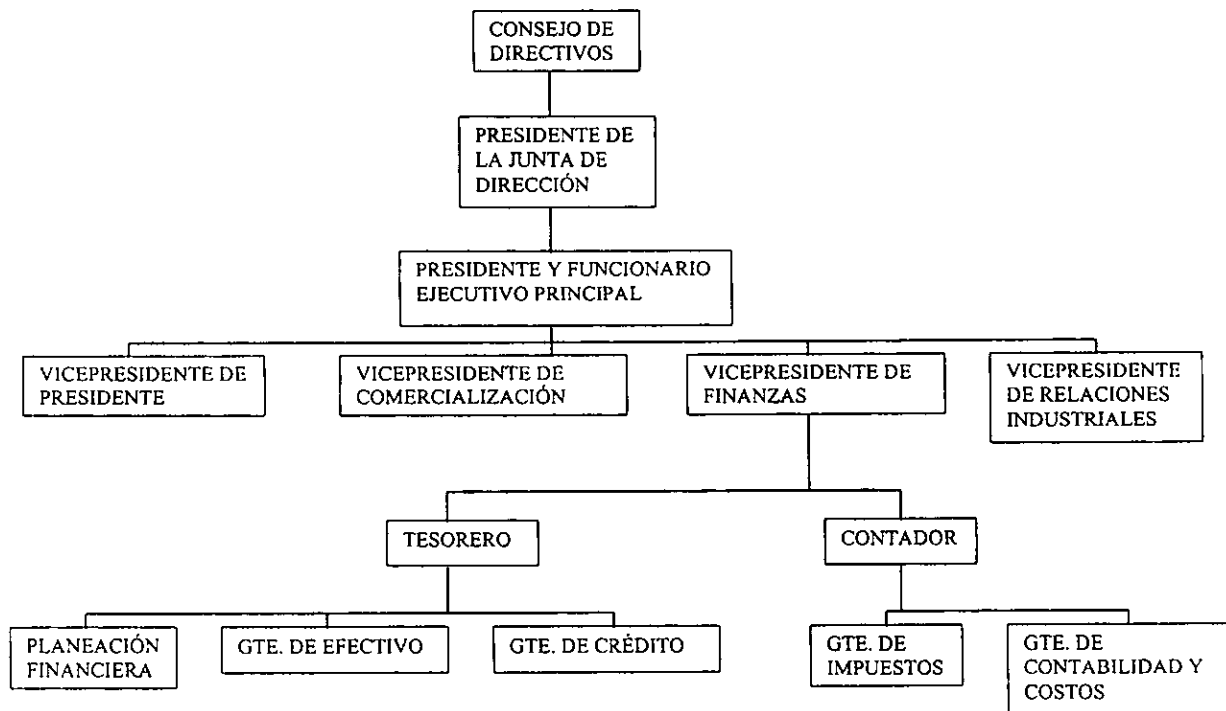 CONSEJO DE
DIRECTIVOS
PRESIDENTE DE
LA JUNTA DE
DIRECCIÓN
PRESIDENTE Y FUNCIONARIO
EJECUTIVO PRINCIPAL
VICEPRESIDENTE DE
PRESIDENTE
VICEPRESIDENTE DE
COMERCIALIZACIÓN
VICEPRESIDENTE DE
FINANZAS
VICEPRESIDENTE
DE RELACIONES
INDUSTRIALES
TESORERO
CONTADOR
PLANEACIÓN
FINANCIERA
GTE. DE EFECTIVO
GTE. DE CRÉDITO
GTE. DE
IMPUESTOS
GTE. DE
CONTABILIDAD Y
COSTOS